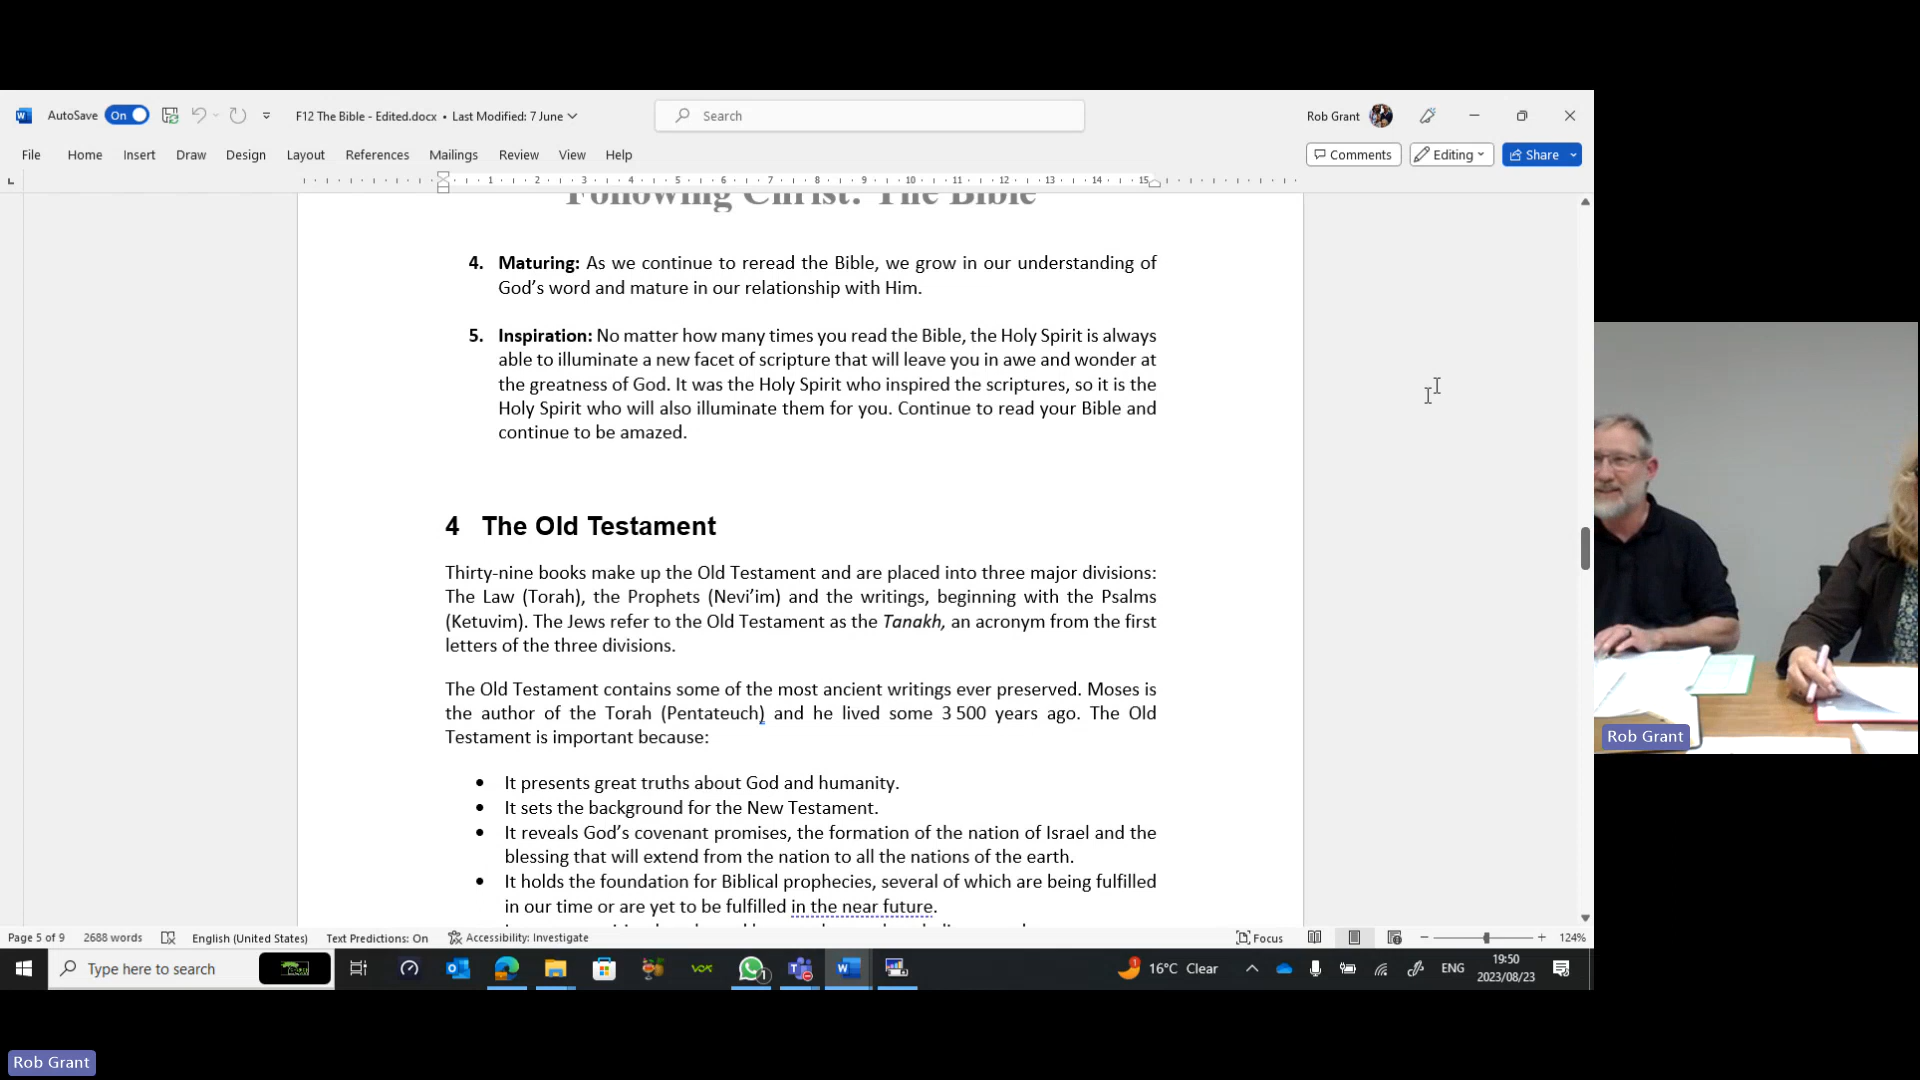 AutoSave On F12 The Bible - Edited.docx • Last Modified: 7 June Search Rob Grant
File Home Insert Draw Design Layout References Mailings Review View Help Comments Editing Share
1 2 3 4 5 6 7 8 9 10 11 12 13 14 15
Following Christ: The Bible
4. Maturing: As we continue to reread the Bible, we grow in our understanding of
God’s word and mature in our relationship with Him.
5. Inspiration: No matter how many times you read the Bible, the Holy Spirit is always
able to illuminate a new facet of scripture that will leave you in awe and wonder at
the greatness of God. It was the Holy Spirit who inspired the scriptures, so it is the
Holy Spirit who will also illuminate them for you. Continue to read your Bible and
continue to be amazed.
4 The Old Testament
Thirty-nine books make up the Old Testament and are placed into three major divisions:
The Law (Torah), the Prophets (Nevi’im) and the writings, beginning with the Psalms
(Ketuvim). The Jews refer to the Old Testament as the Tanakh, an acronym from the first
letters of the three divisions.
The Old Testament contains some of the most ancient writings ever preserved. Moses is
the author of the Torah (Pentateuch) and he lived some 3 500 years ago. The Old
Testament is important because:
• It presents great truths about God and humanity.
• It sets the background for the New Testament.
• It reveals God’s covenant promises, the formation of the nation of Israel and the
blessing that will extend from the nation to all the nations of the earth.
• It holds the foundation for Biblical prophecies, several of which are being fulfilled
in our time or are yet to be fulfilled in the near future.
Page 5 of 9 2688 words English (United States) Text Predictions: On Accessibility: Investigate Focus 124%
Type here to search 16°C Clear ENG 19:50
2023/08/23
Rob Grant
Rob Grant